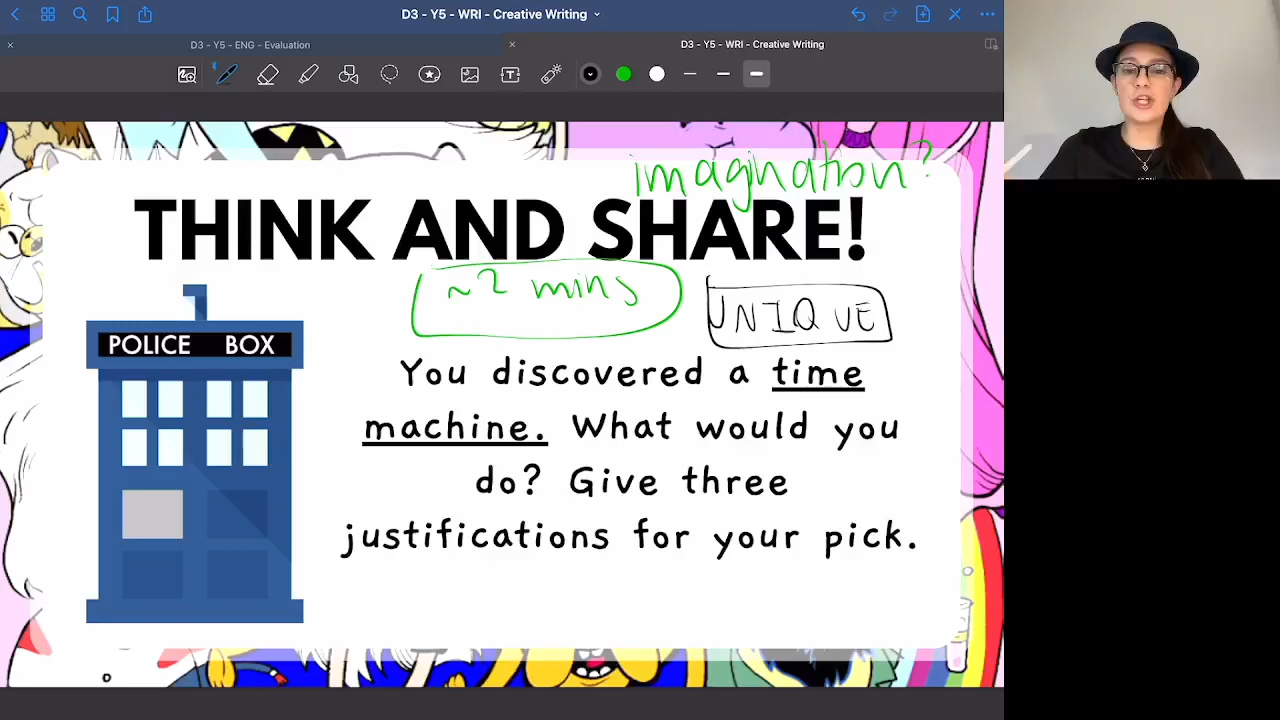 D3 - Y5 - WRI - Creative Writing
D3 - Y5 - ENG - Evaluation
D3 - Y5 - WRI - Creative Writing
imagination?
THINK AND SHARE!
~2 mins
UNIQUE
POLICE BOX
You discovered a time
machine. What would you
do? Give three
justifications for your pick.